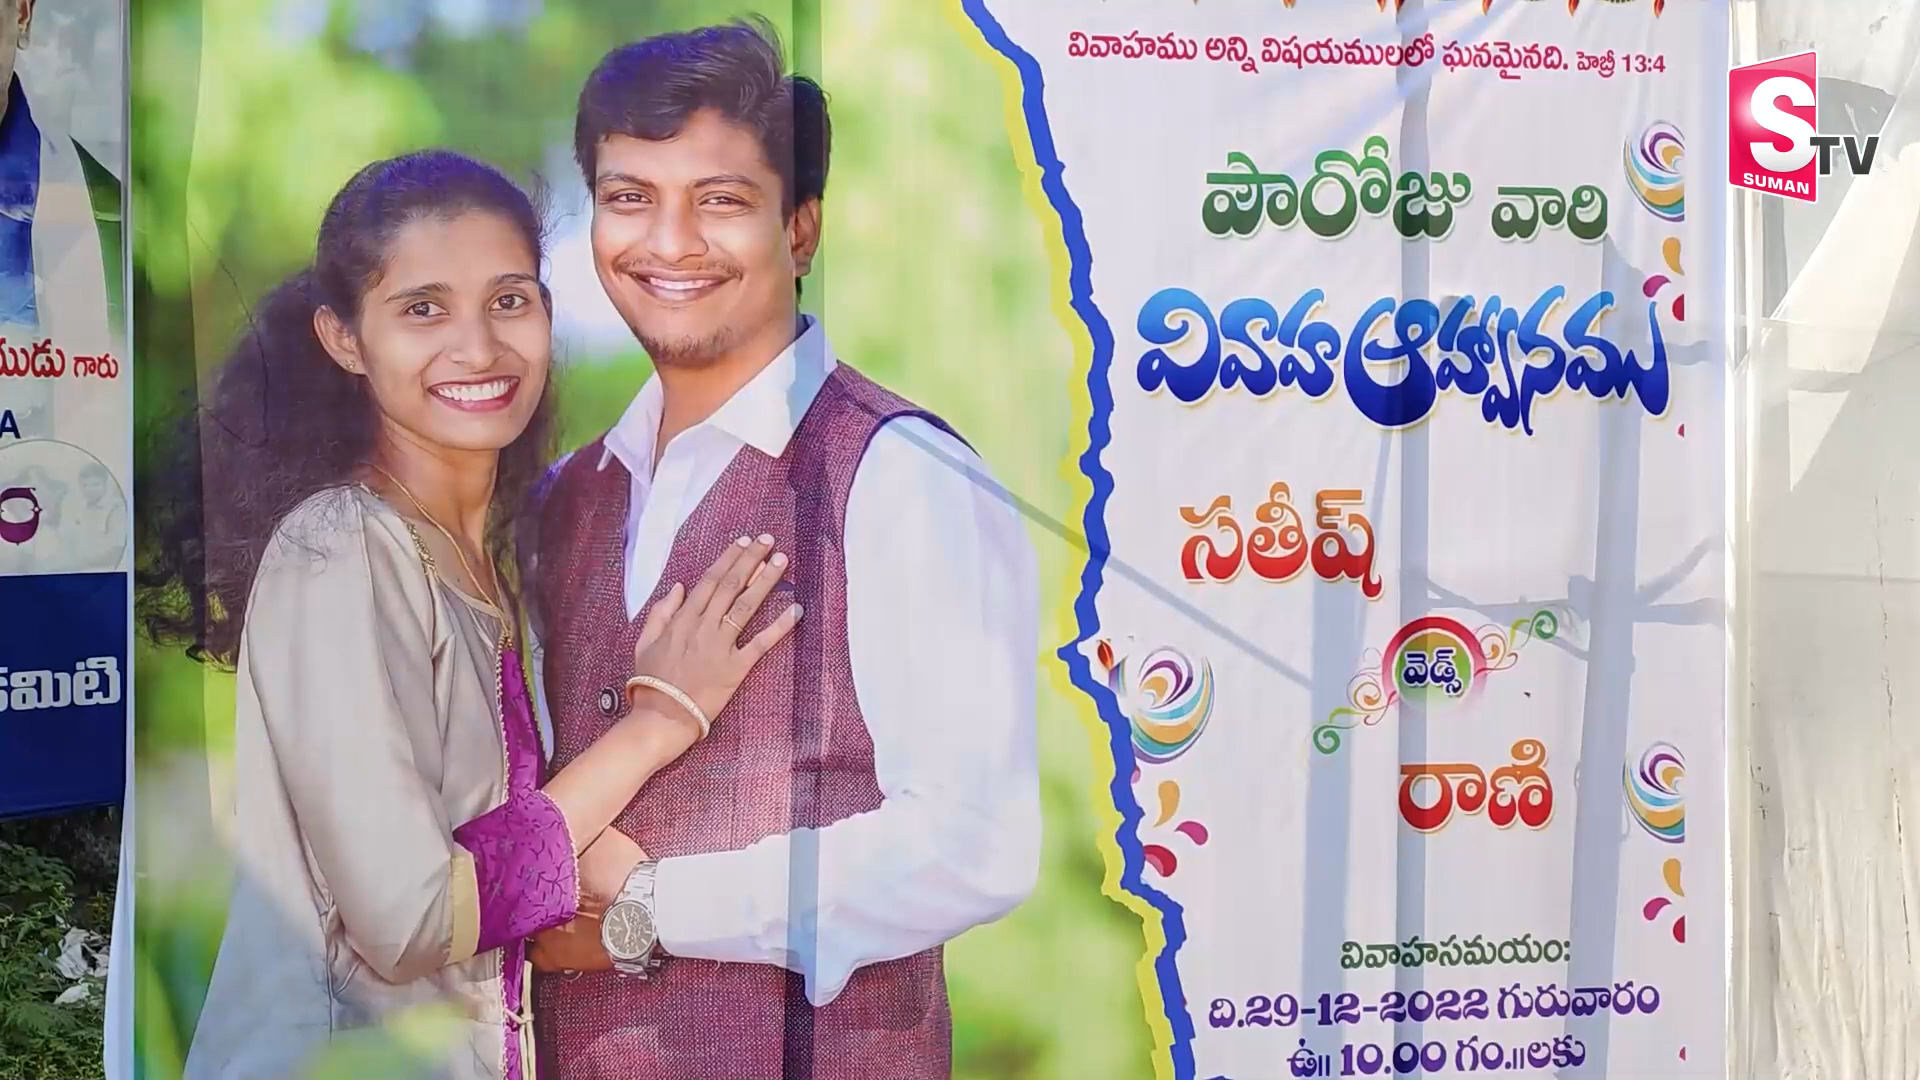 వివాహము అన్ని విషయములలో ఘనమైనది. హెబ్రీ 13:4
పారోజు వారి
వివాహ ఆహ్వానము
సతీష్
వెడ్స్
రాణి
వివాహసమయం:
ది.29-12-2022 గురువారం
ఉ॥ 10.00 గం.॥లకు
S TV
SUMAN
గారు
A